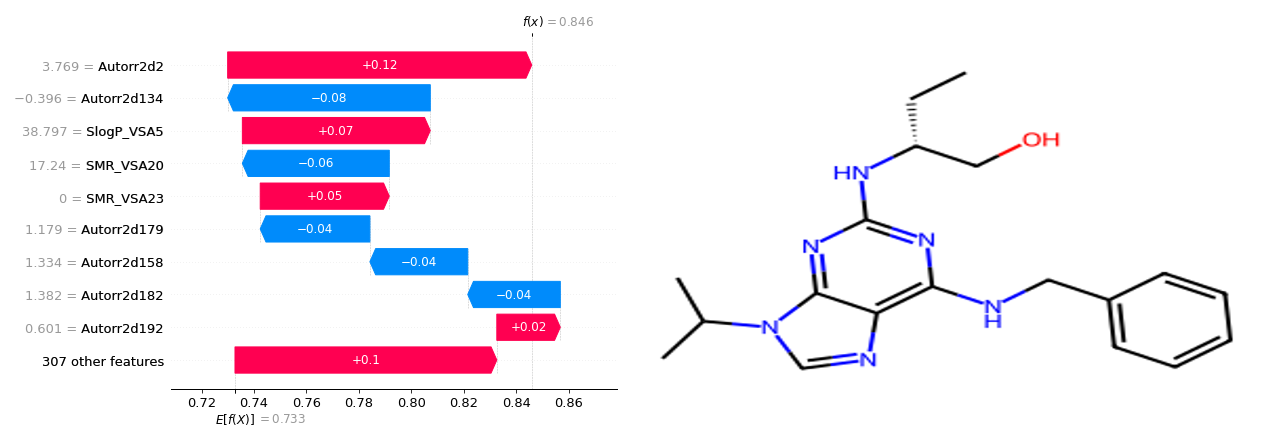 f(x) = 0.846
3.769 = Autorr2d2
+0.12
−0.396 = Autorr2d134
−0.08
38.797 = SlogP_VSA5
+0.07
17.24 = SMR_VSA20
−0.06
0 = SMR_VSA23
+0.05
1.179 = Autorr2d179
−0.04
1.334 = Autorr2d158
−0.04
1.382 = Autorr2d182
−0.04
0.601 = Autorr2d192
+0.02
307 other features
+0.1
0.72 0.74 0.76 0.78 0.80 0.82 0.84 0.86
E[f(X)] = 0.733
OH
HN
N
N
N
H
N
N